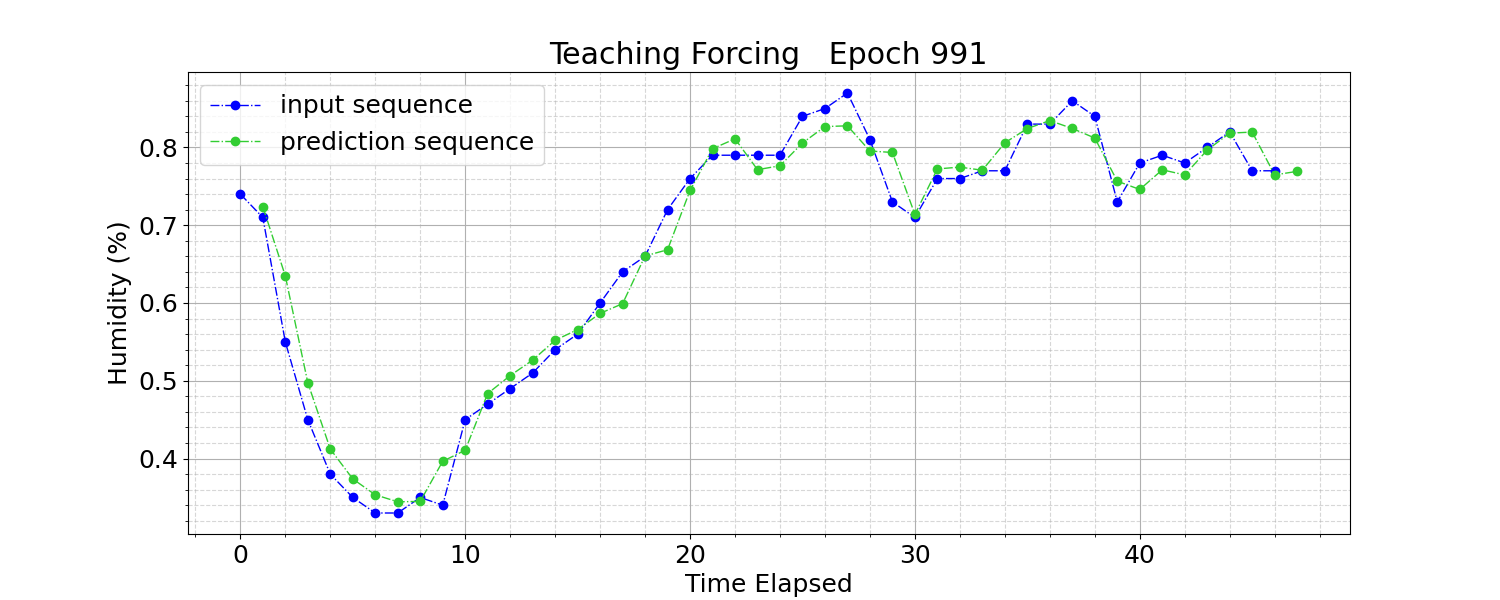 Teaching Forcing   Epoch 991
input sequence
prediction sequence
Humidity (%)
0.8
0.7
0.6
0.5
0.4
0 10 20 30 40
Time Elapsed